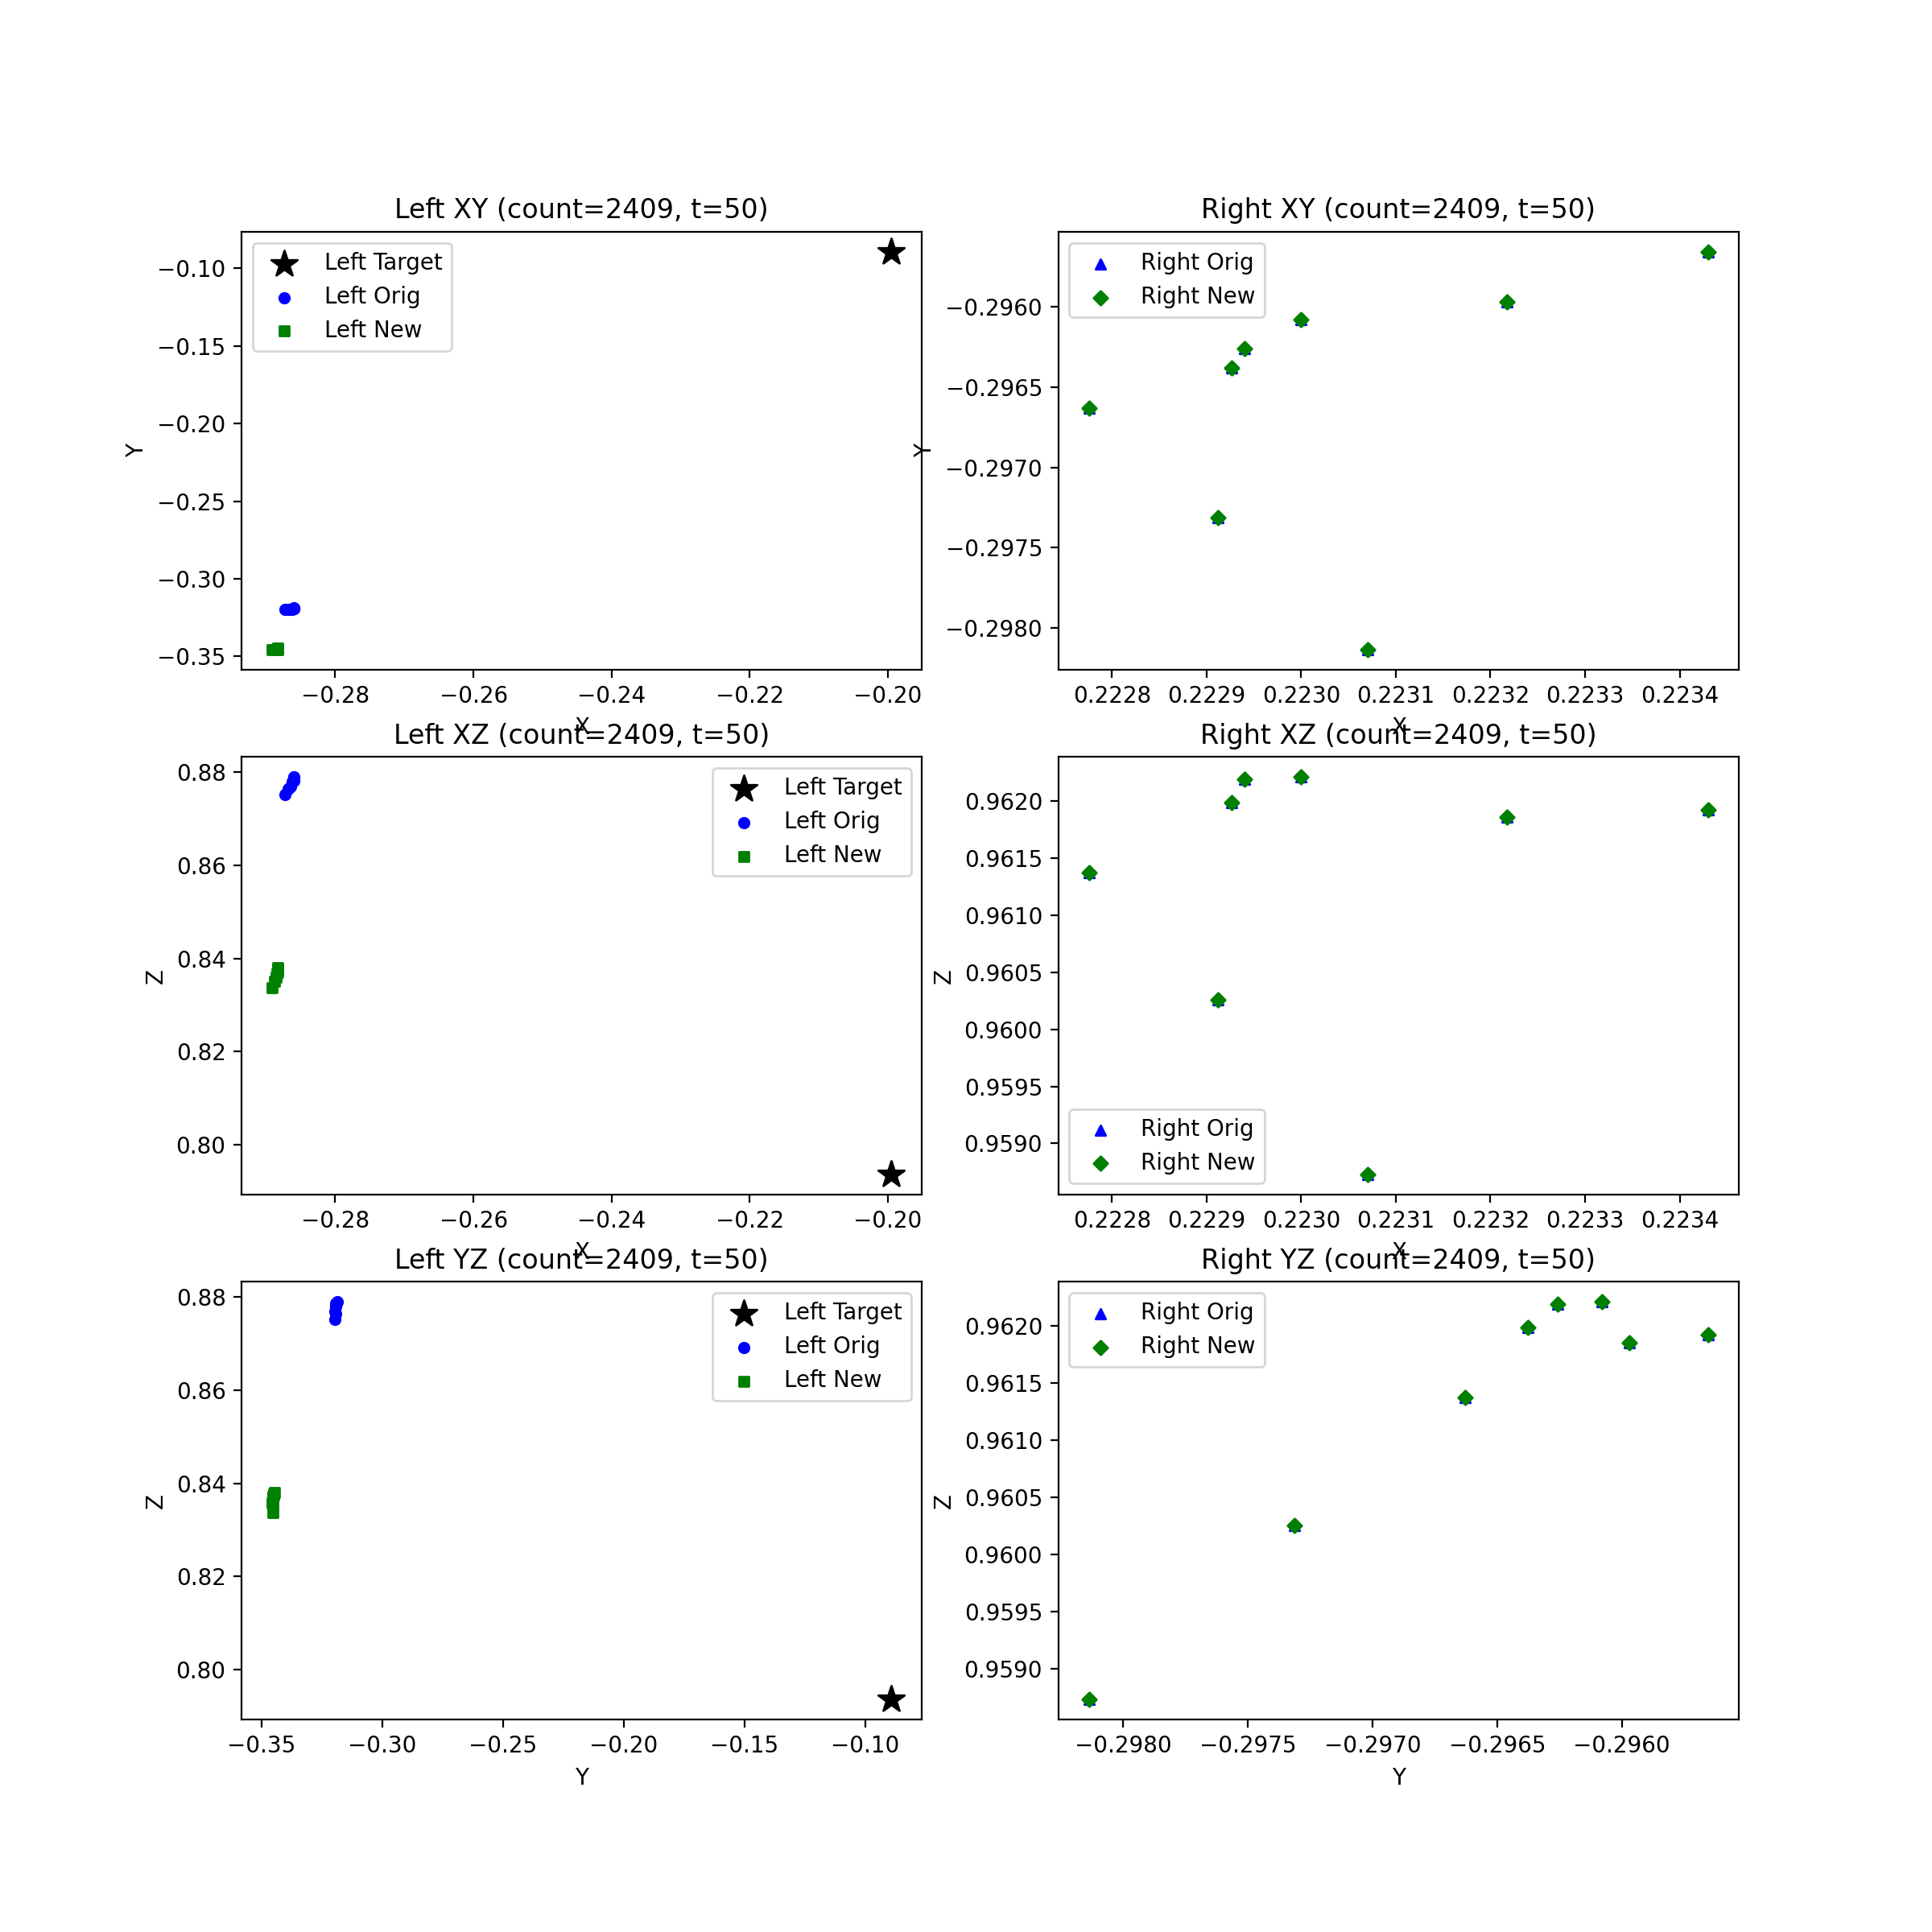 Left XY (count=2409, t=50)
Left Target
Left Orig
Left New
−0.10
−0.15
−0.20
−0.25
−0.30
−0.35
Y
−0.28
−0.26
−0.24
−0.22
−0.20
X
Right XY (count=2409, t=50)
Right Orig
Right New
−0.2960
−0.2965
−0.2970
−0.2975
−0.2980
Y
0.2228
0.2229
0.2230
0.2231
0.2232
0.2233
0.2234
X
Left XZ (count=2409, t=50)
Left Target
Left Orig
Left New
0.88
0.86
0.84
0.82
0.80
Z
−0.28
−0.26
−0.24
−0.22
−0.20
X
Right XZ (count=2409, t=50)
0.9620
0.9615
0.9610
0.9605
0.9600
0.9595
0.9590
Z
Right Orig
Right New
0.2228
0.2229
0.2230
0.2231
0.2232
0.2233
0.2234
X
Left YZ (count=2409, t=50)
Left Target
Left Orig
Left New
0.88
0.86
0.84
0.82
0.80
Z
−0.35
−0.30
−0.25
−0.20
−0.15
−0.10
Y
Right YZ (count=2409, t=50)
Right Orig
Right New
0.9620
0.9615
0.9610
0.9605
0.9600
0.9595
0.9590
Z
−0.2980
−0.2975
−0.2970
−0.2965
−0.2960
Y